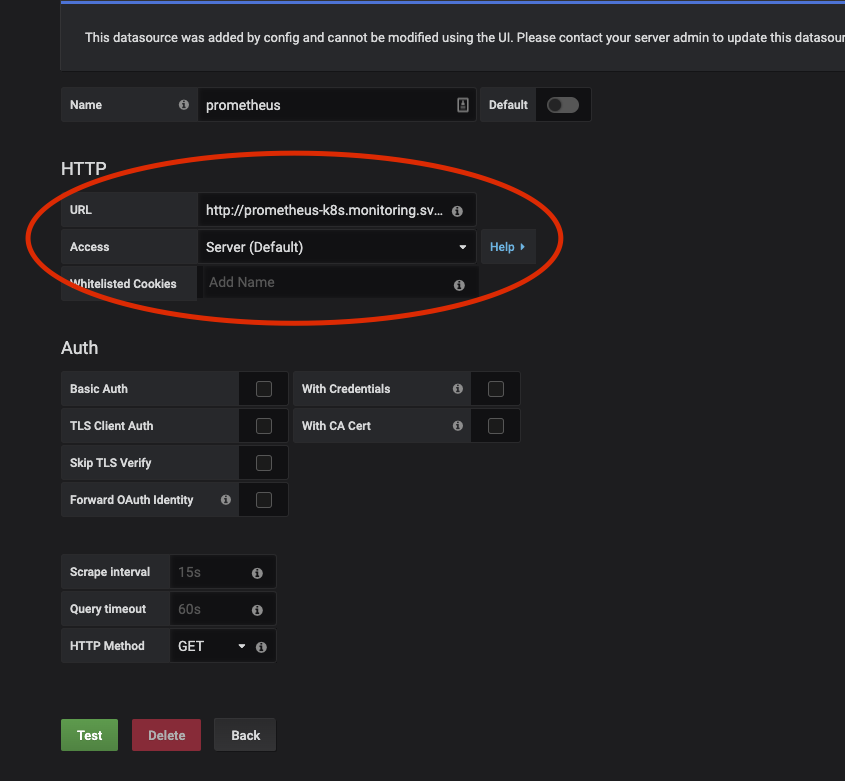 This datasource was added by config and cannot be modified using the UI. Please contact your server admin to update this datasour
Name prometheus Default
HTTP
URL http://prometheus-k8s.monitoring.sv...
Access Server (Default) Help
Whitelisted Cookies Add Name
Auth
Basic Auth With Credentials
TLS Client Auth With CA Cert
Skip TLS Verify
Forward OAuth Identity
Scrape interval 15s
Query timeout 60s
HTTP Method GET
Test Delete Back